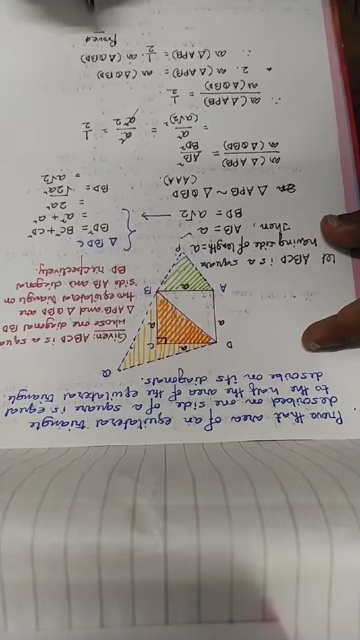 Prove that area of an equilateral triangle
described on one side of a square is equal
to the half the area of the equilateral triangle
describe on its diagonals.
Given: ABCD is a squa
whose one diagonal BD
△APB and △QBD are
two equilateral triangle on
side AB and diagonal
BD respectively.
Q
D
C
a
a
a
a
B
A
a
P
Let ABCD is a square
having side of length = a
Then, AB = a
BD = a√2
△BDC
BD² = BC² + CD²
= a² + a²
= 2a²
BD = √2a²
= a√2
△APB ~ △QBD
(AAA)
ar(△APB)/ar(△QBD) = AB²/BD²
= a²/(a√2)² = a²/a²2 = 1/2
∴ ar(△APB)/ar(△QBD) = 1/2
2. ar(△APB) = ar(△QBD)
∴ ar(△APB) = 1/2 . ar(△QBD)
Proved